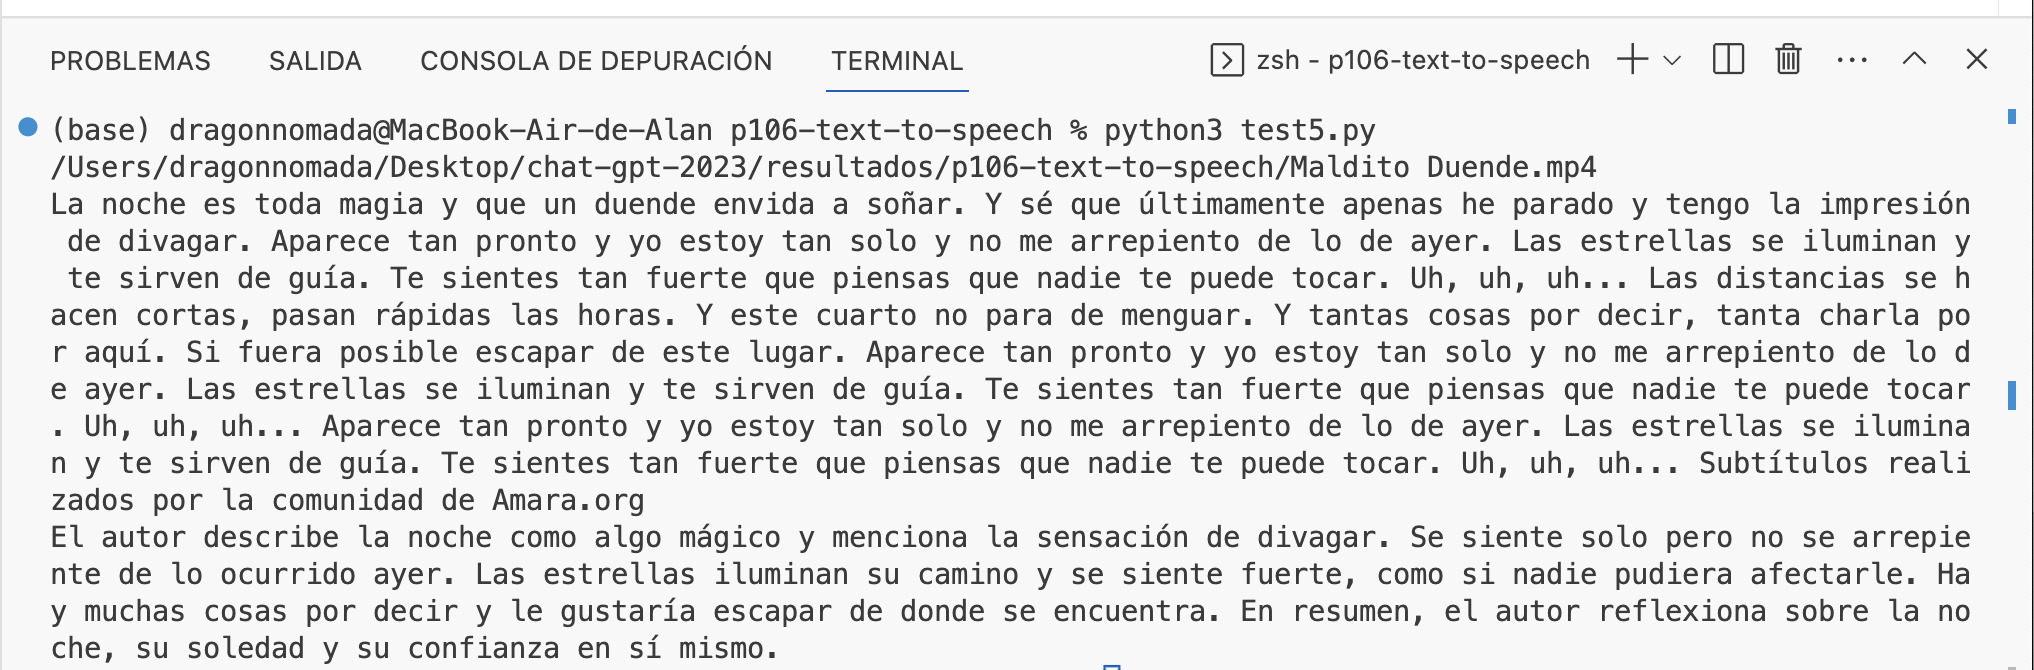 PROBLEMAS SALIDA CONSOLA DE DEPURACIÓN TERMINAL zsh - p106-text-to-speech
(base) dragonnomada@MacBook-Air-de-Alan p106-text-to-speech % python3 test5.py
/Users/dragonnomada/Desktop/chat-gpt-2023/resultados/p106-text-to-speech/Maldito Duende.mp4
La noche es toda magia y que un duende envida a soñar. Y sé que últimamente apenas he parado y tengo la impresión
de divagar. Aparece tan pronto y yo estoy tan solo y no me arrepiento de lo de ayer. Las estrellas se iluminan y
te sirven de guía. Te sientes tan fuerte que piensas que nadie te puede tocar. Uh, uh, uh... Las distancias se h
acen cortas, pasan rápidas las horas. Y este cuarto no para de menguar. Y tantas cosas por decir, tanta charla po
r aquí. Si fuera posible escapar de este lugar. Aparece tan pronto y yo estoy tan solo y no me arrepiento de lo d
e ayer. Las estrellas se iluminan y te sirven de guía. Te sientes tan fuerte que piensas que nadie te puede tocar
. Uh, uh, uh... Aparece tan pronto y yo estoy tan solo y no me arrepiento de lo de ayer. Las estrellas se ilumina
n y te sirven de guía. Te sientes tan fuerte que piensas que nadie te puede tocar. Uh, uh, uh... Subtítulos reali
zados por la comunidad de Amara.org
El autor describe la noche como algo mágico y menciona la sensación de divagar. Se siente solo pero no se arrepie
nte de lo ocurrido ayer. Las estrellas iluminan su camino y se siente fuerte, como si nadie pudiera afectarle. Ha
y muchas cosas por decir y le gustaría escapar de donde se encuentra. En resumen, el autor reflexiona sobre la no
che, su soledad y su confianza en sí mismo.